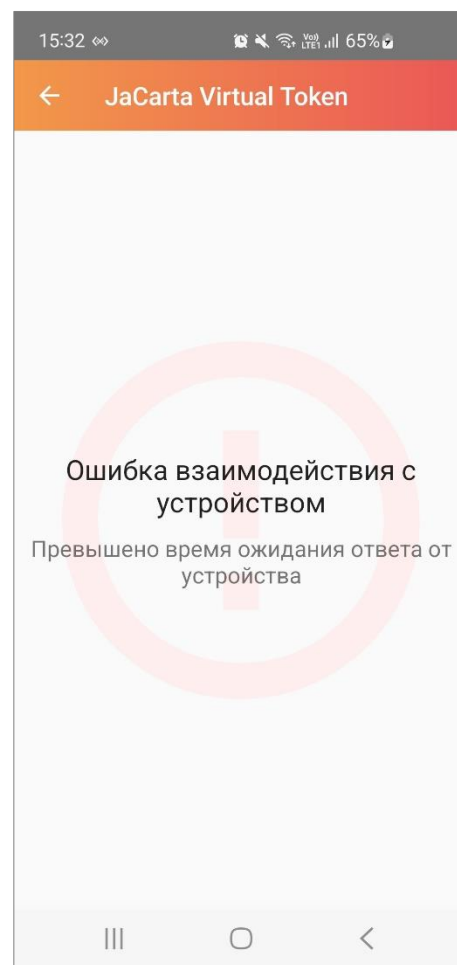 15:32 65%
JaCarta Virtual Token
Ошибка взаимодействия с
устройством
Превышено время ожидания ответа от
устройства